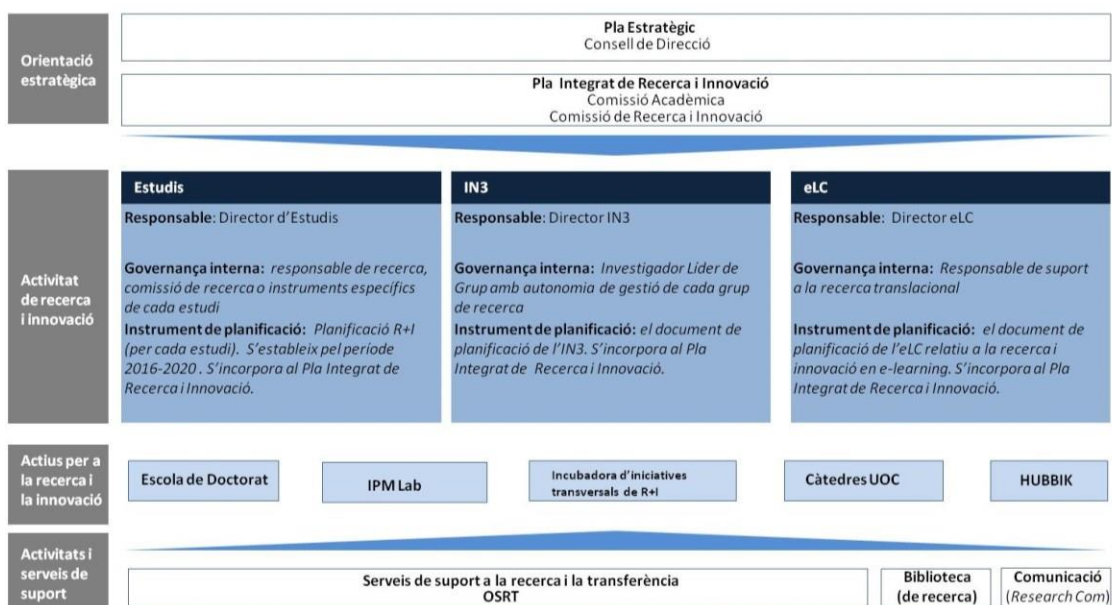 Orientació
estratègica
Pla Estratègic
Consell de Direcció
Pla Integrat de Recerca i Innovació
Comissió Acadèmica
Comissió de Recerca i Innovació
Activitat
de recerca
i innovació
Estudis
Responsable: Director d'Estudis
Governança interna: responsable de recerca,
comissió de recerca o instruments específics
de cada estudi
Instrument de planificació: Planificació R+I
(per cada estudi). S'estableix pel període
2016-2020 . S'incorpora al Pla Integrat de
Recerca i Innovació.
IN3
Responsable: Director IN3
Governança interna: Investigador Líder de
Grup amb autonomia de gestió de cada grup
de recerca
Instrument de planificació: el document de
planificació de l'IN3. S'incorpora al Pla
Integrat de Recerca i Innovació.
eLC
Responsable: Director eLC
Governança interna: Responsable de suport
a la recerca translacional
Instrument de planificació: el document de
planificació de l'eLC relatiu a la recerca i
innovació en e-learning. S'incorpora al Pla
Integrat de Recerca i Innovació.
Actius per a
la recerca i
la innovació
Escola de Doctorat
IPM Lab
Incubadora d'iniciatives
transversals de R+I
Càtedres UOC
HUBBIK
Activitats i
serveis de
suport
Serveis de suport a la recerca i la transferència
OSRT
Biblioteca
(de recerca)
Comunicació
(Research Com)